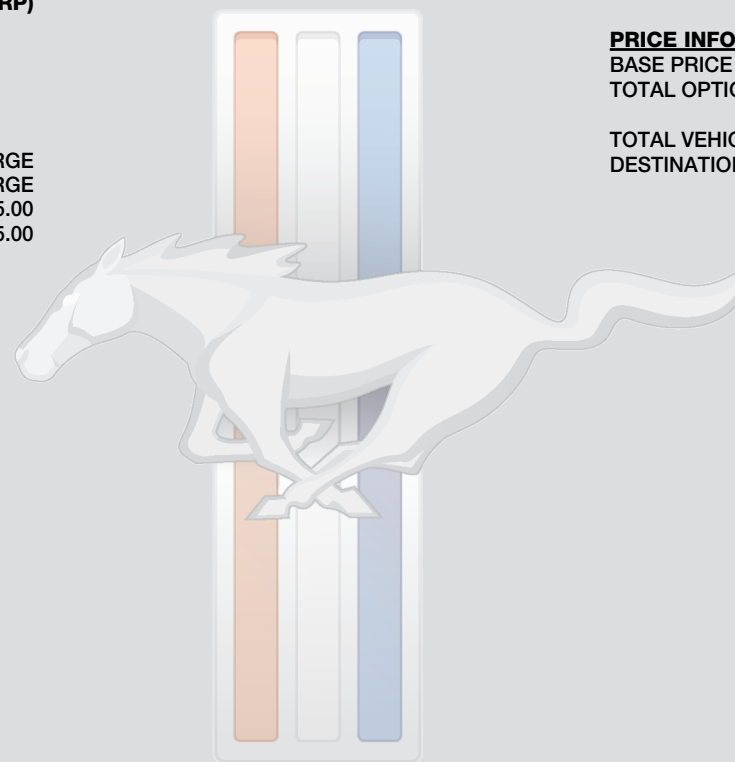 RP)
RGE
RGE
5.00
5.00
PRICE INFO
BASE PRICE
TOTAL OPTIO
TOTAL VEHIC
DESTINATION